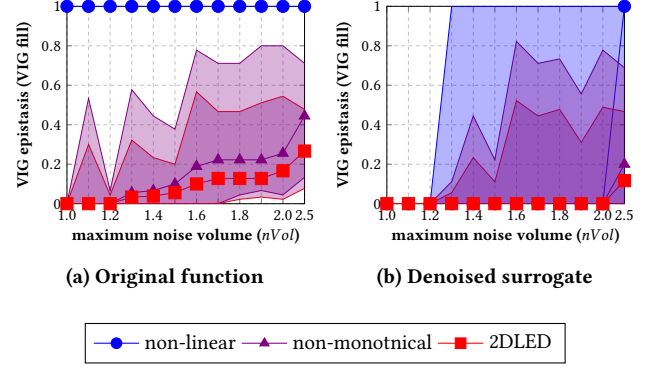 1
0.8
0.6
0.4
0.2
0
VIG epistasis (VIG fill)
1.0 1.2 1.4 1.6 1.8 2.0 2.5
maximum noise volume (nVol)
(a) Original function
1
0.8
0.6
0.4
0.2
0
VIG epistasis (VIG fill)
1.0 1.2 1.4 1.6 1.8 2.0 2.5
maximum noise volume (nVol)
(b) Denoised surrogate
non-linear non-monotnical 2DLED